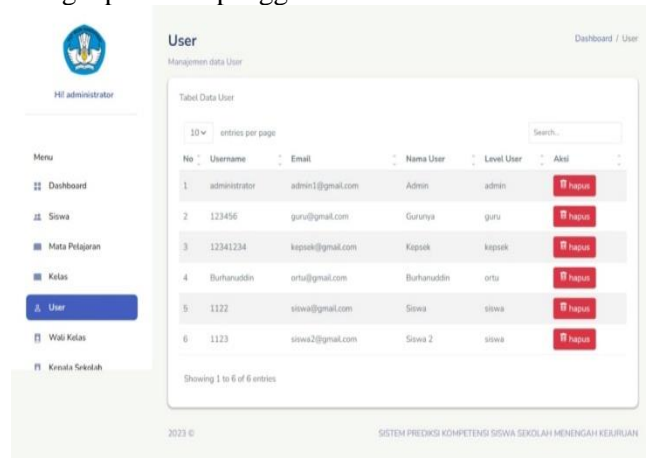 User
Dashboard / User
Manajemen data User
Hi! administrator
Tabel Data User
10 entries per page
Search...
Menu
No Username Email Nama User Level User Aksi
Dashboard
1 administrator admin1@gmail.com Admin admin hapus
Siswa
2 123456 guru@gmail.com Gurunya guru hapus
Mata Pelajaran
3 12341234 kepsek@gmail.com Kepsek kepsek hapus
Kelas
4 Burhanuddin ortu@gmail.com Burhanuddin ortu hapus
User
5 1122 siswa@gmail.com Siswa siswa hapus
Wali Kelas
6 1123 siswa2@gmail.com Siswa 2 siswa hapus
Kepala Sekolah
Showing 1 to 6 of 6 entries
2023 ©
SISTEM PREDIKSI KOMPETENSI SISWA SEKOLAH MENENGAH KEJURUAN